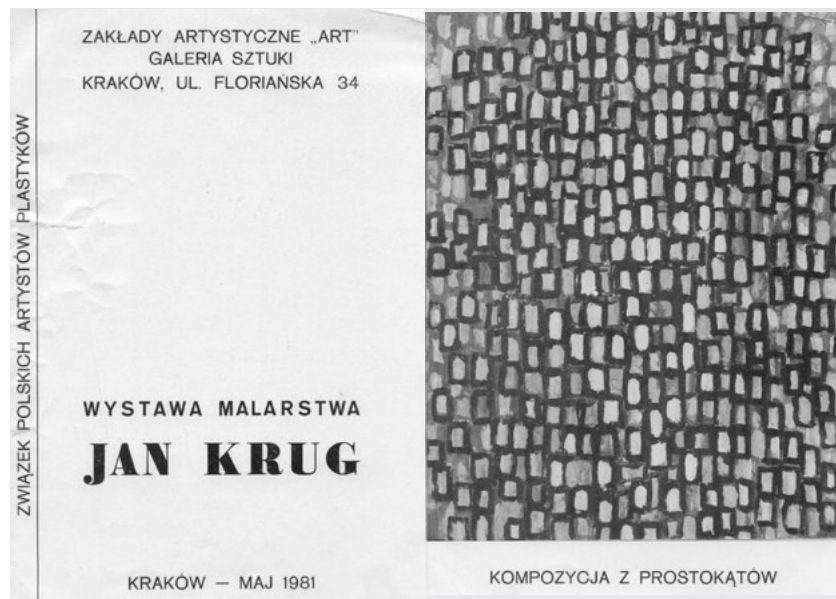 ZAKŁADY ARTYSTYCZNE „ART"
GALERIA SZTUKI
KRAKÓW, UL. FLORIAŃSKA 34
ZWIĄZEK POLSKICH ARTYSTÓW PLASTYKÓW
WYSTAWA MALARSTWA
JAN KRUG
KRAKÓW — MAJ 1981
KOMPOZYCJA Z PROSTOKĄTÓW